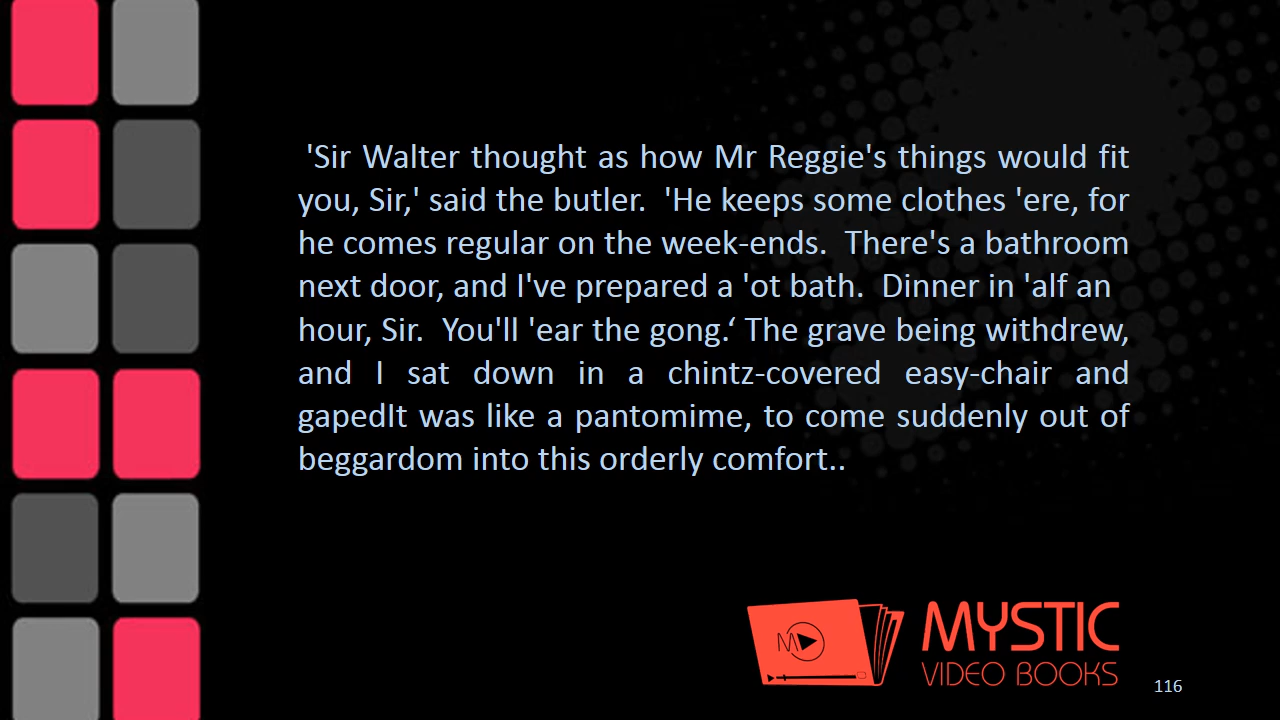 'Sir Walter thought as how Mr Reggie's things would fit
you, Sir,' said the butler.  'He keeps some clothes 'ere, for
he comes regular on the week-ends.  There's a bathroom
next door, and I've prepared a 'ot bath.  Dinner in 'alf an
hour, Sir.  You'll 'ear the gong.‘ The grave being withdrew,
and I sat down in a chintz-covered easy-chair and
gapedIt was like a pantomime, to come suddenly out of
beggardom into this orderly comfort..
M
MYSTIC
VIDEO BOOKS
116